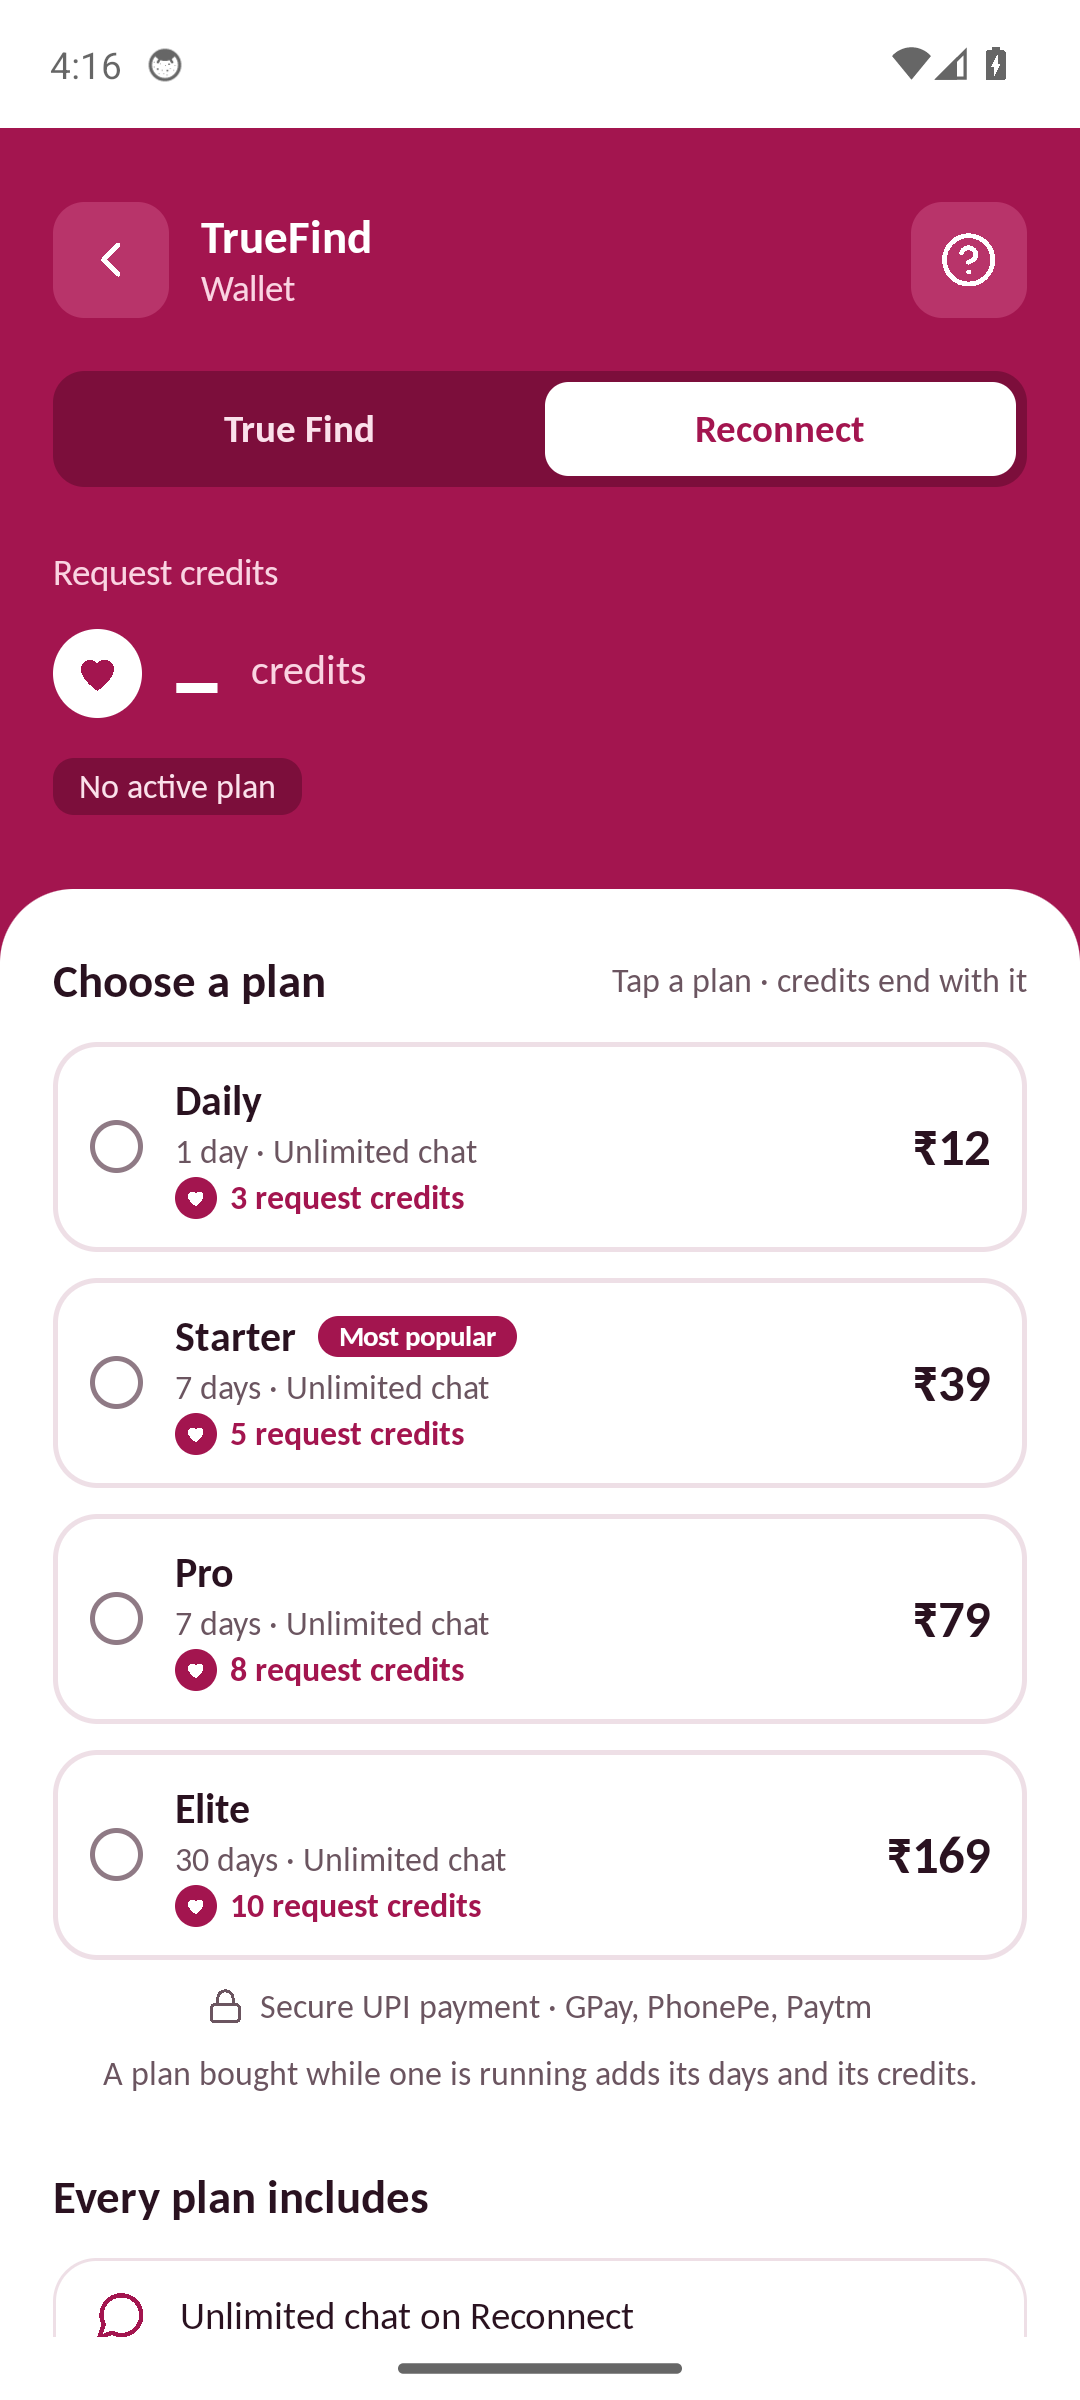 4:16
TrueFind
Wallet
True Find
Reconnect
Request credits
– credits
No active plan
Choose a plan
Tap a plan · credits end with it
Daily
1 day · Unlimited chat
3 request credits
₹12
Starter
Most popular
7 days · Unlimited chat
5 request credits
₹39
Pro
7 days · Unlimited chat
8 request credits
₹79
Elite
30 days · Unlimited chat
10 request credits
₹169
Secure UPI payment · GPay, PhonePe, Paytm
A plan bought while one is running adds its days and its credits.
Every plan includes
Unlimited chat on Reconnect